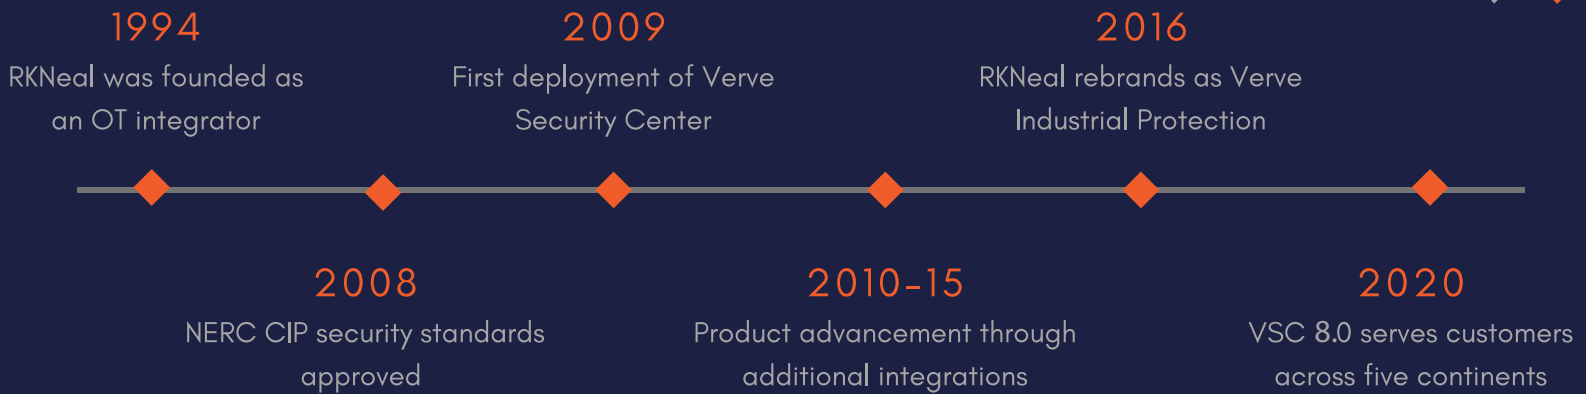 1994
RKNeal was founded as
an OT integrator
2008
NERC CIP security standards
approved
2009
First deployment of Verve
Security Center
2010-15
Product advancement through
additional integrations
2016
RKNeal rebrands as Verve
Industrial Protection
2020
VSC 8.0 serves customers
across five continents